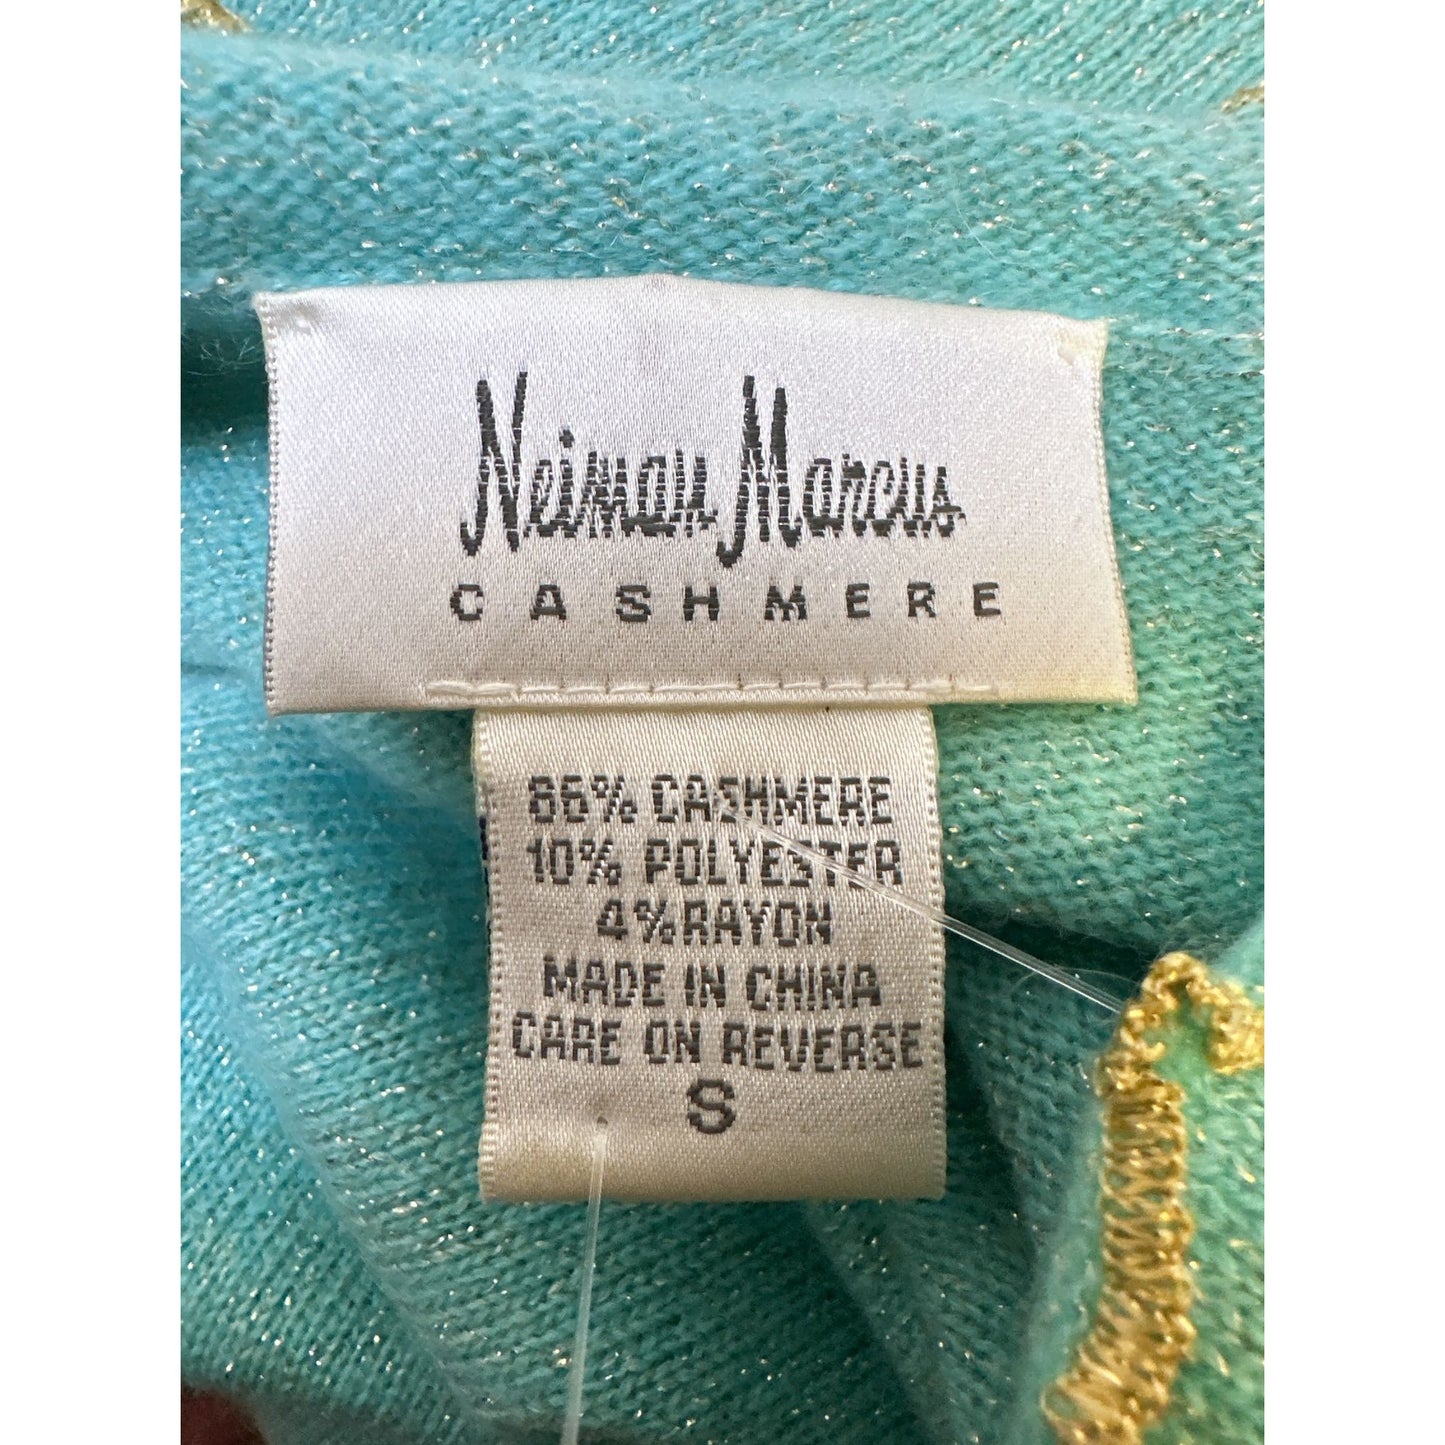 Neiman Marcus
CASHMERE
86% CASHMERE
10% POLYESTER
4% RAYON
MADE IN CHINA
CARE ON REVERSE
S